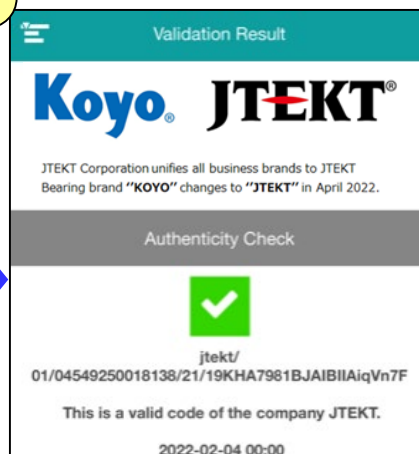 Validation Result
Koyo® JTEKT®
JTEKT Corporation unifies all business brands to JTEKT
Bearing brand "KOYO" changes to "JTEKT" in April 2022.
Authenticity Check
jtekt/
01/04549250018138/21/19KHA7981BJAIBIIAiqVn7F
This is a valid code of the company JTEKT.
2022-02-04 00:00